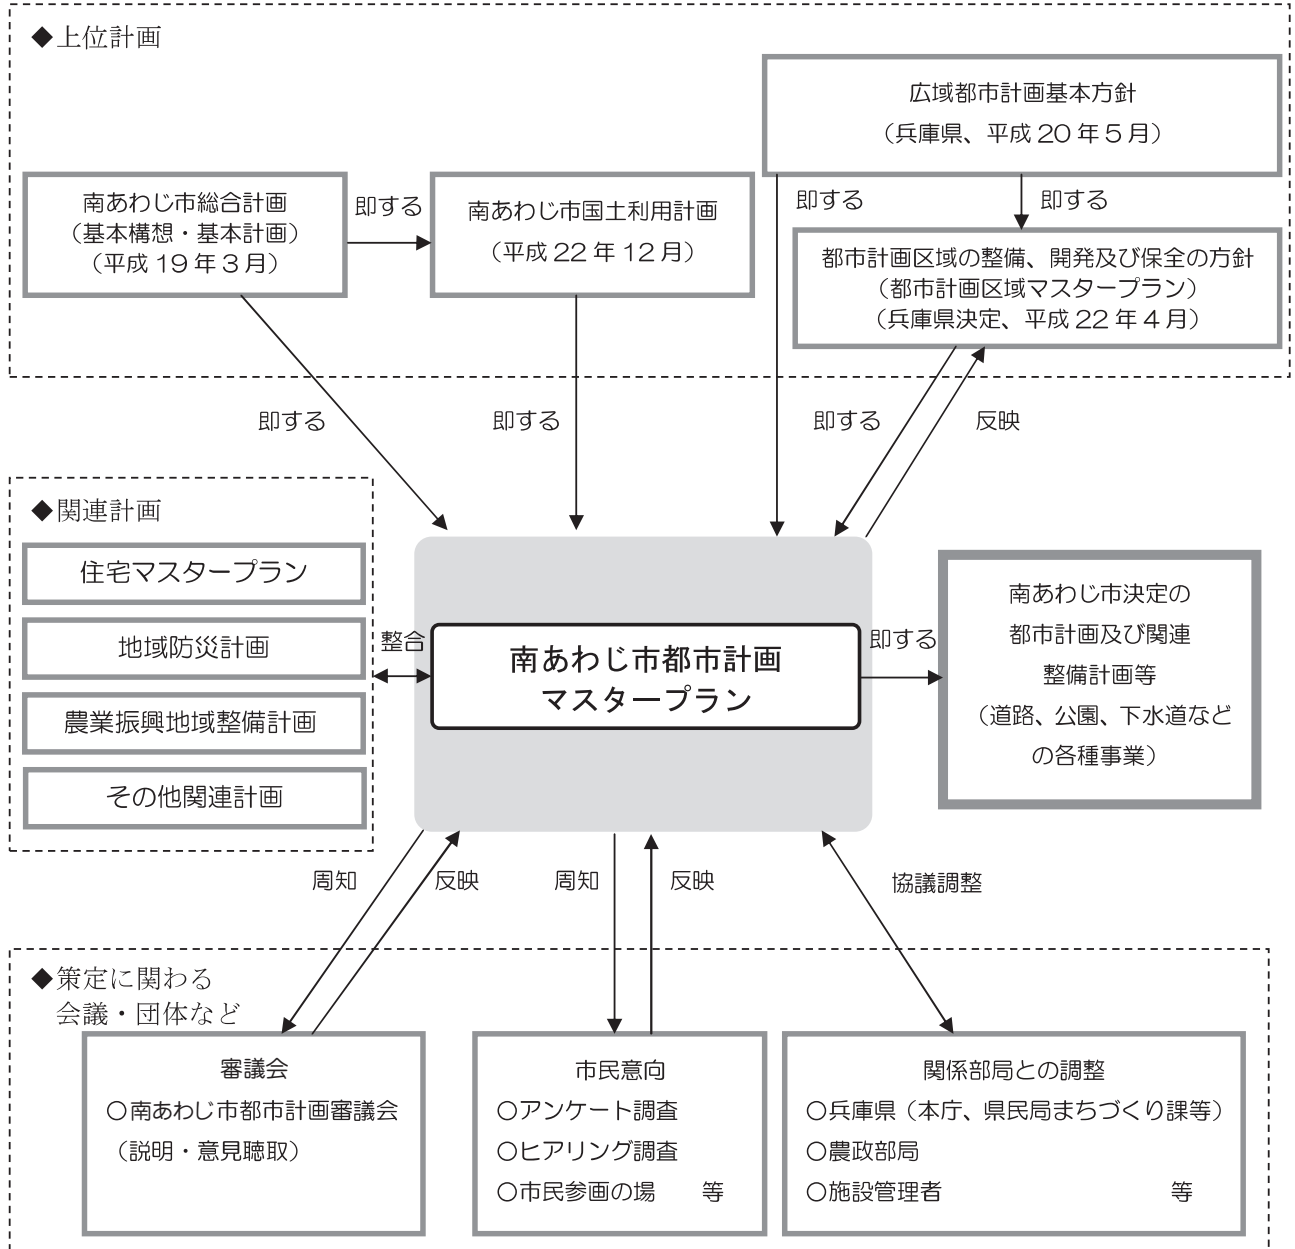 ◆上位計画
広域都市計画基本方針
（兵庫県、平成 20 年 5 月）
南あわじ市総合計画
（基本構想・基本計画）
（平成 19 年 3 月）
即する
南あわじ市国土利用計画
（平成 22 年 12 月）
即する
即する
都市計画区域の整備、開発及び保全の方針
（都市計画区域マスタープラン）
（兵庫県決定、平成 22 年 4 月）
即する
即する
即する
反映
◆関連計画
住宅マスタープラン
地域防災計画
農業振興地域整備計画
その他関連計画
整合
南あわじ市都市計画
マスタープラン
即する
南あわじ市決定の
都市計画及び関連
整備計画等
（道路、公園、下水道など
の各種事業）
周知
反映
周知
反映
協議調整
◆策定に関わる
会議・団体など
審議会
○南あわじ市都市計画審議会
（説明・意見聴取）
市民意向
○アンケート調査
○ヒアリング調査
○市民参画の場　　等
関係部局との調整
○兵庫県（本庁、県民局まちづくり課等）
○農政部局
○施設管理者　　等